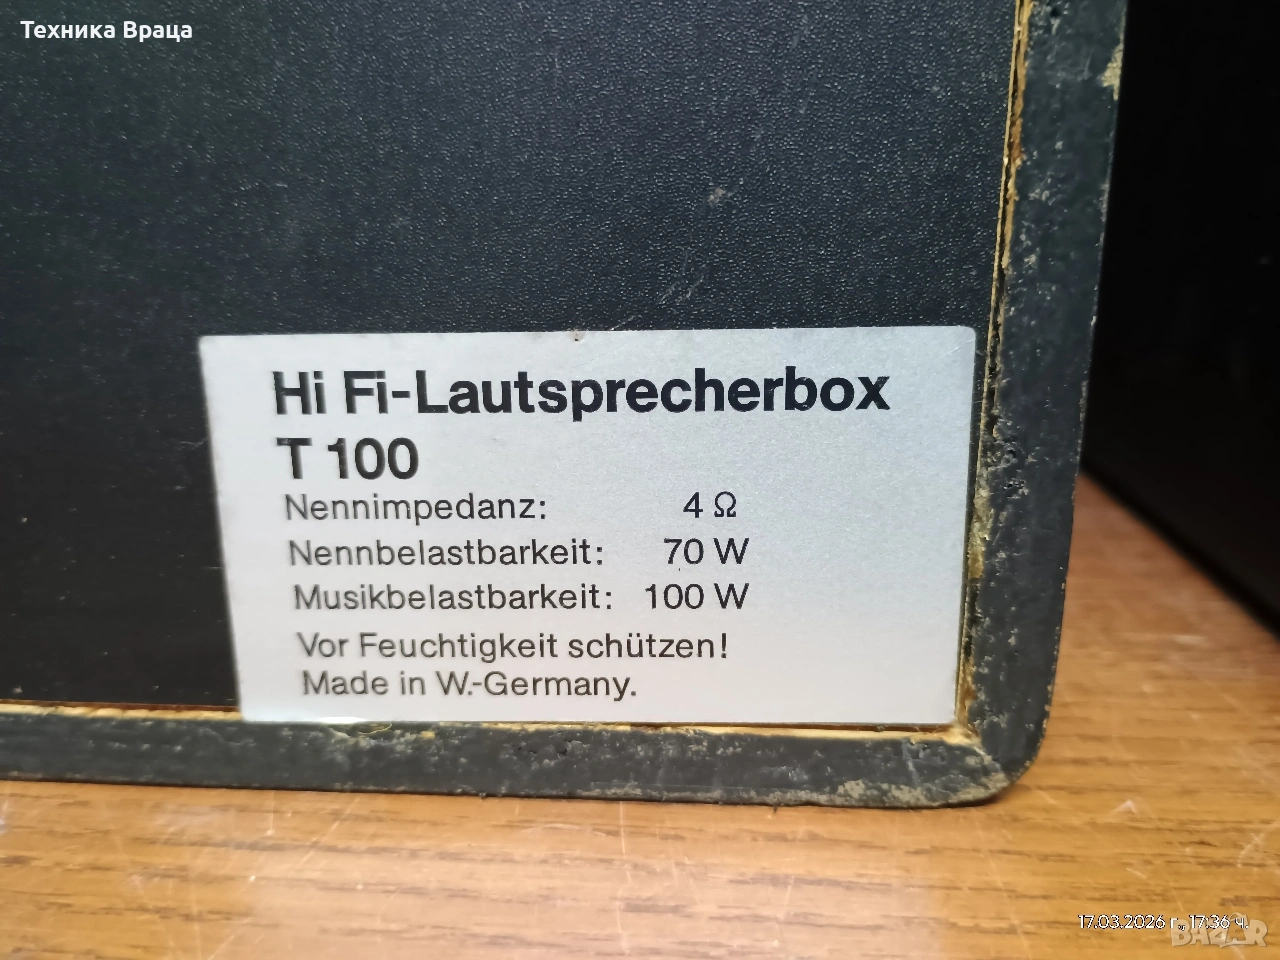 Техника Враца
Hi Fi-Lautsprecherbox
T 100
Nennimpedanz: 4 Ω
Nennbelastbarkeit: 70 W
Musikbelastbarkeit: 100 W
Vor Feuchtigkeit schützen!
Made in W.-Germany.
17.03.2026 г., 17:36 ч.
BAZAR